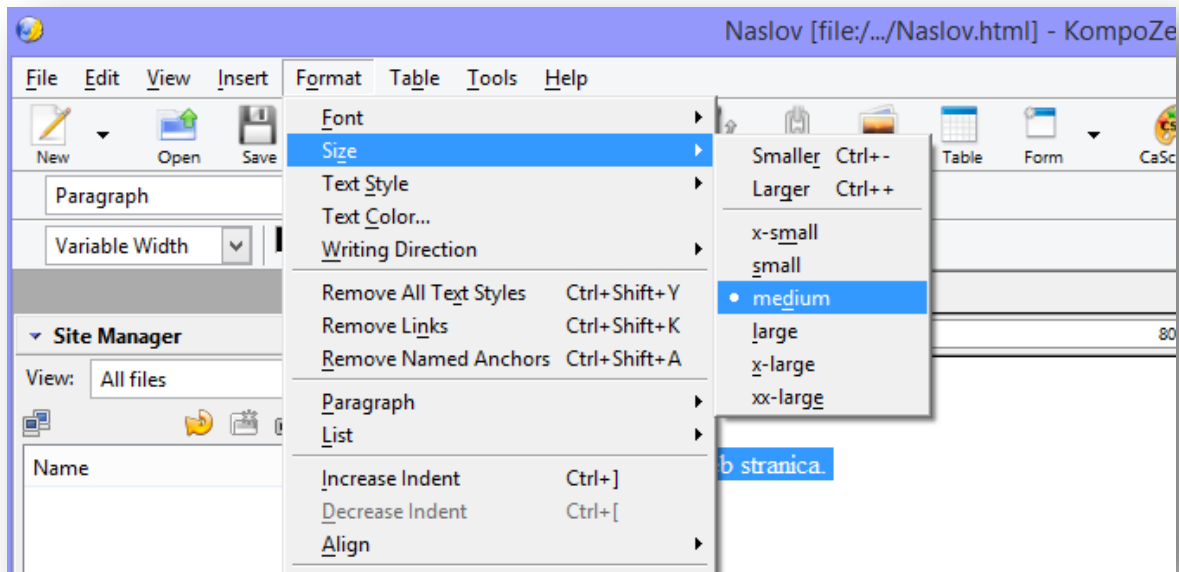 Naslov [file:/.../Naslov.html] - KompoZe
File Edit View Insert Format Table Tools Help
New Open Save Table Form CaSc
Paragraph
Variable Width
Font
Size
Text Style
Text Color...
Writing Direction
Remove All Text Styles Ctrl+Shift+Y
Remove Links Ctrl+Shift+K
Remove Named Anchors Ctrl+Shift+A
Paragraph
List
Increase Indent Ctrl+]
Decrease Indent Ctrl+[
Align
Smaller Ctrl+-
Larger Ctrl++
x-small
small
medium
large
x-large
xx-large
Site Manager
View: All files
Name
80
b stranica.